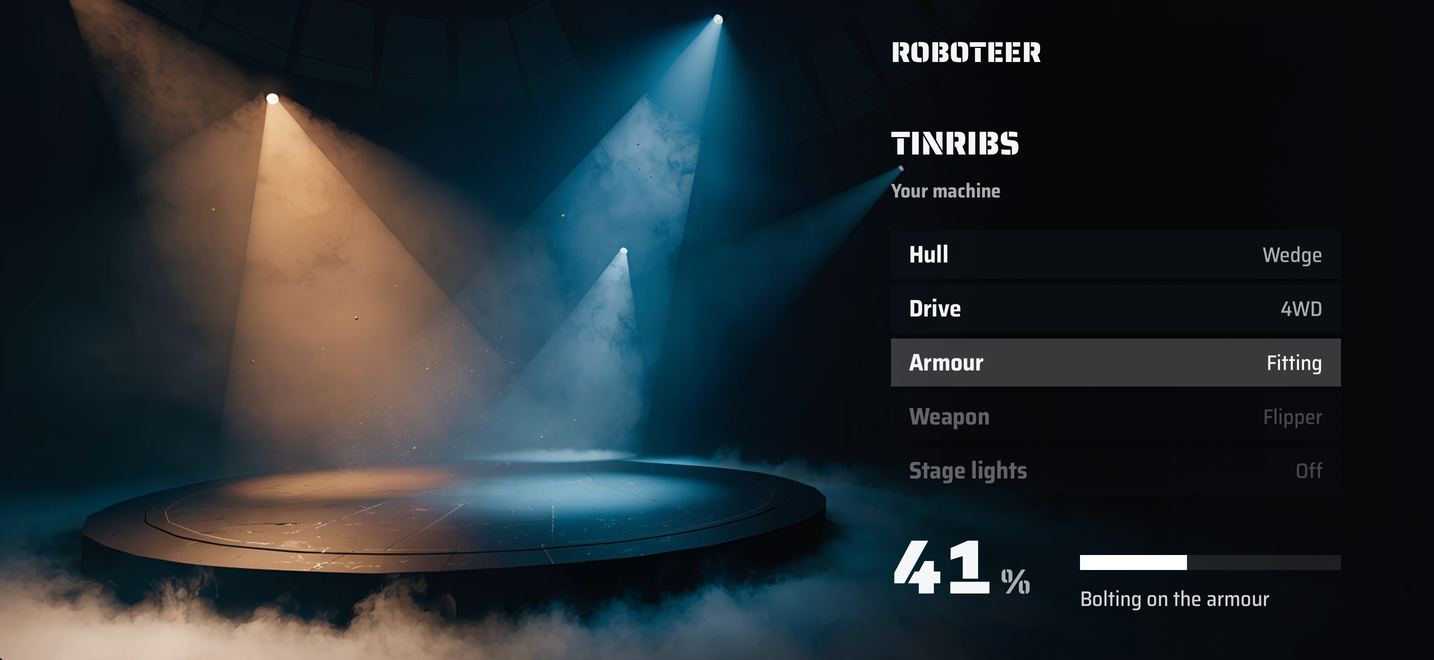 ROBOTEER
TINRIBS
Your machine
Hull Wedge
Drive 4WD
Armour Fitting
Weapon Flipper
Stage lights Off
41 %
Bolting on the armour